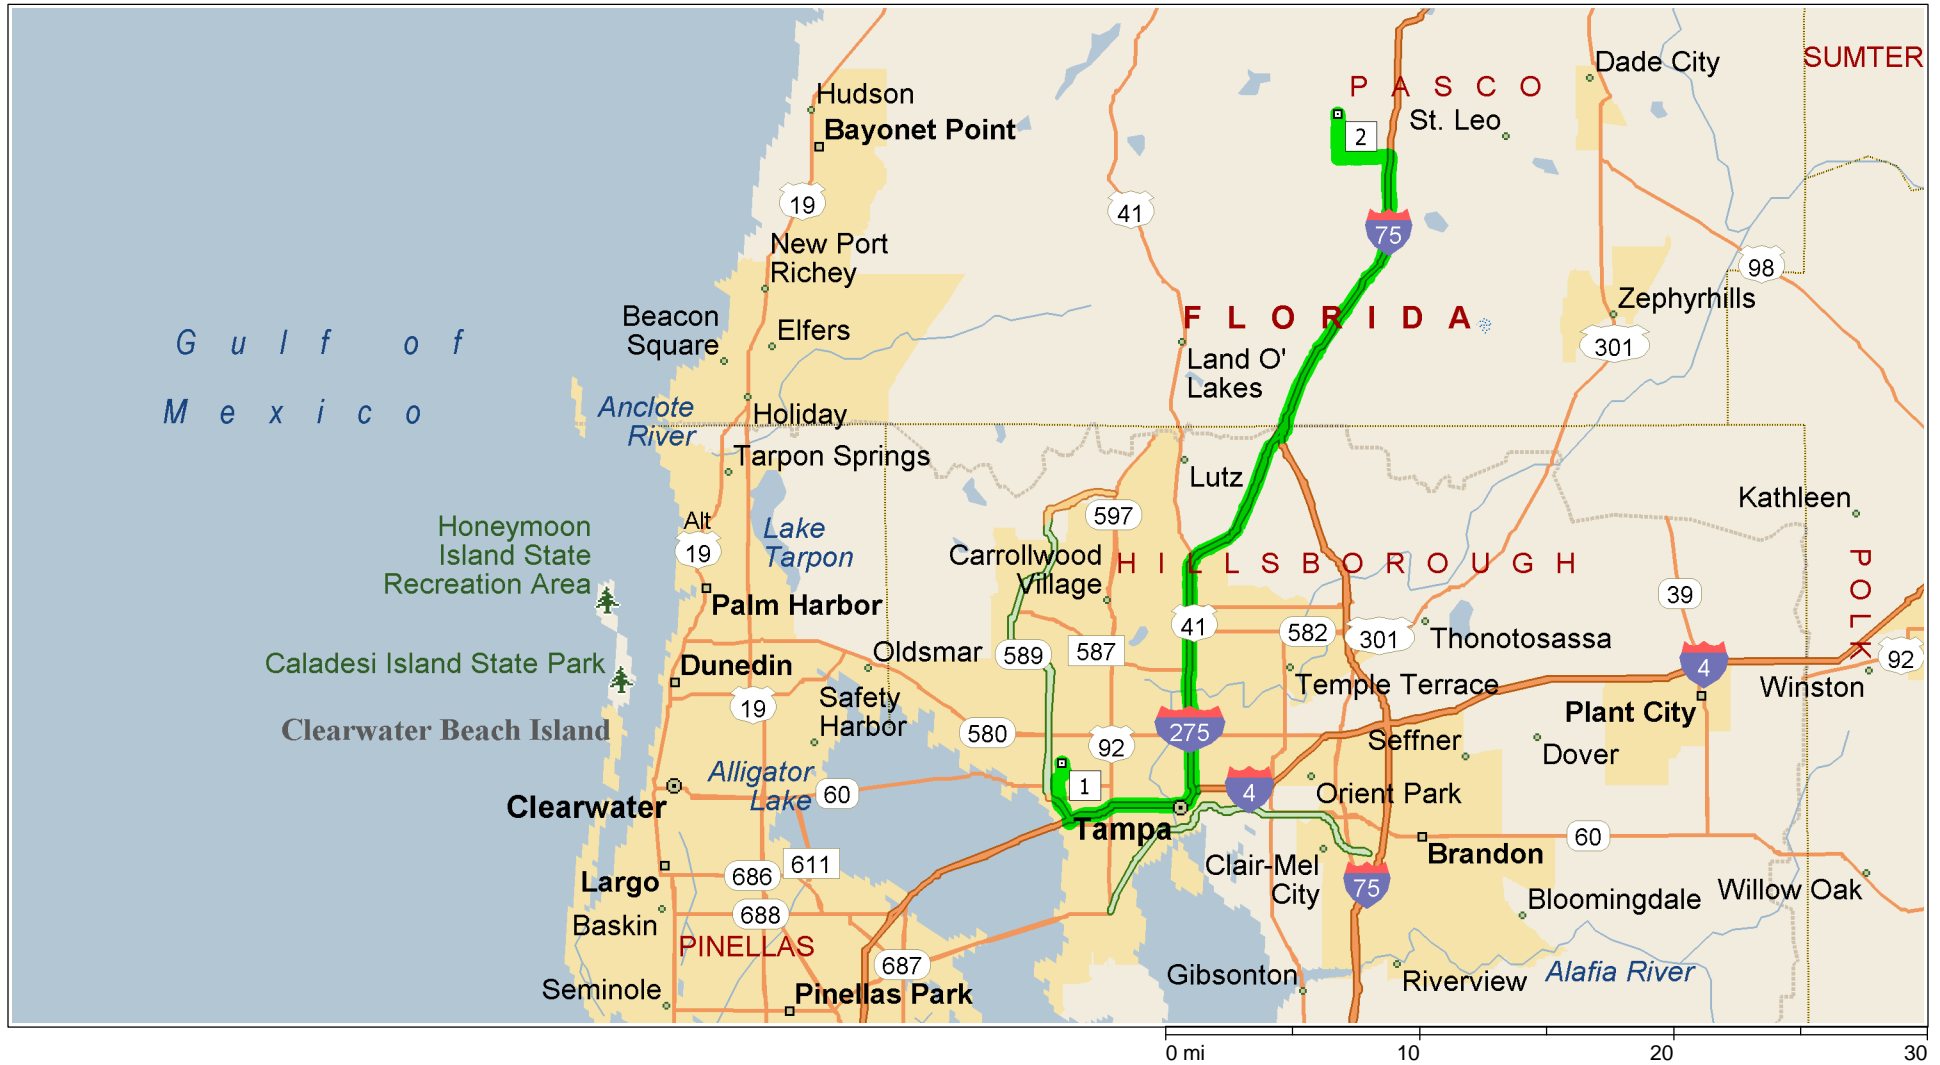 SUMTER
Dade City
PASCO
Hudson
St. Leo
Bayonet Point
2
19
41
75
New Port
Richey
98
Zephyrhills
Beacon
Square
Elfers
FLORIDA
301
Gulf of
Mexico
Land O'
Lakes
Anclote
River
Holiday
Tarpon Springs
Lutz
Kathleen
Alt
19
597
Honeymoon
Island State
Recreation Area
Lake
Tarpon
Carrollwood
Village
HILLSBOROUGH
POLK
39
Palm Harbor
41
582
301
Thonotosassa
Oldsmar
589
587
92
4
Caladesi Island State Park
Dunedin
Temple Terrace
Winston
19
Safety
Harbor
Plant City
Clearwater Beach Island
580
92
275
Seffner
Dover
Alligator
Lake
60
1
4
Orient Park
Clearwater
Tampa
60
Brandon
611
686
Clair-Mel
City
75
Largo
Willow Oak
688
Bloomingdale
Baskin
PINELLAS
687
Gibsonton
Riverview
Alafia River
Seminole
Pinellas Park
0 mi
10
20
30